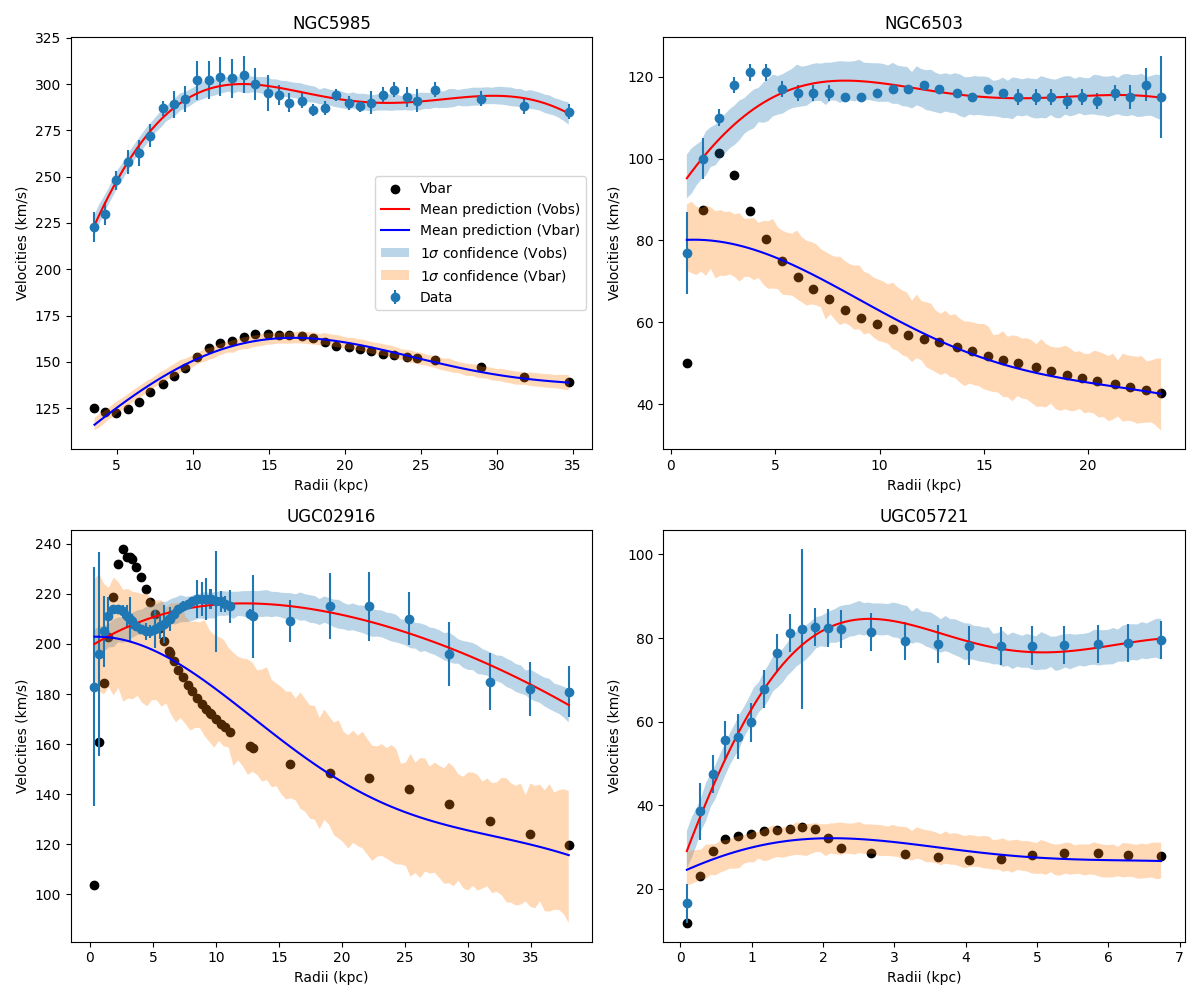 NGC5985
325
300
275
250
225
200
175
150
125
Velocities (km/s)
Vbar
Mean prediction (Vobs)
Mean prediction (Vbar)
1σ confidence (Vobs)
1σ confidence (Vbar)
Data
5 10 15 20 25 30 35
Radii (kpc)
NGC6503
120
100
80
60
40
Velocities (km/s)
0 5 10 15 20
Radii (kpc)
UGC02916
240
220
200
180
160
140
120
100
Velocities (km/s)
0 5 10 15 20 25 30 35
Radii (kpc)
UGC05721
100
80
60
40
20
Velocities (km/s)
0 1 2 3 4 5 6 7
Radii (kpc)